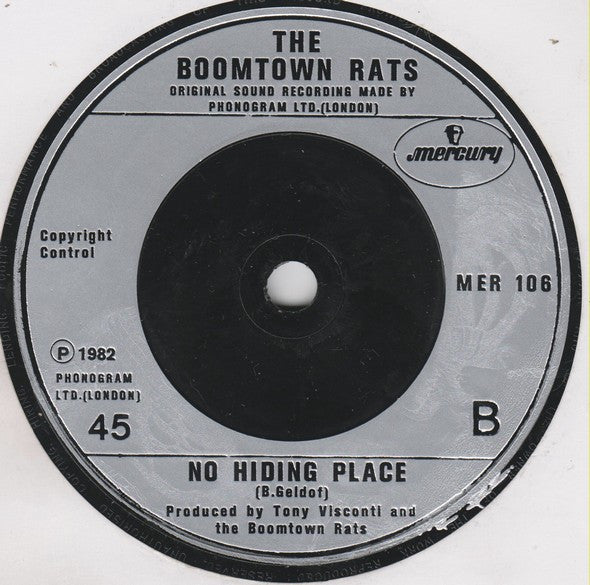 THE
BOOMTOWN RATS
ORIGINAL SOUND RECORDING MADE BY
PHONOGRAM LTD.(LONDON)
mercury
Copyright
Control
MER 106
P 1982
PHONOGRAM
LTD.(LONDON)
45
B
NO HIDING PLACE
(B.Geldof)
Produced by Tony Visconti and
the Boomtown Rats